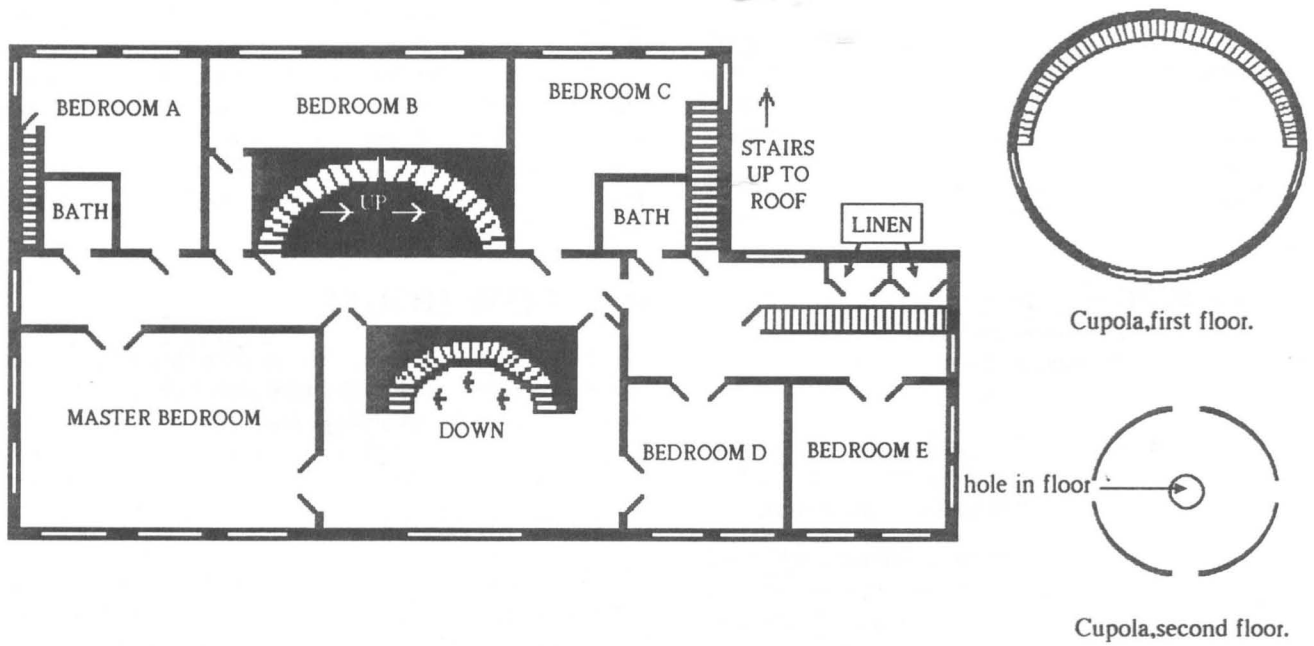 BEDROOM A
BEDROOM B
BEDROOM C
STAIRS
UP TO
ROOF
UP
BATH
BATH
LINEN
MASTER BEDROOM
DOWN
BEDROOM D
BEDROOM E
Cupola,first floor.
hole in floor
Cupola,second floor.